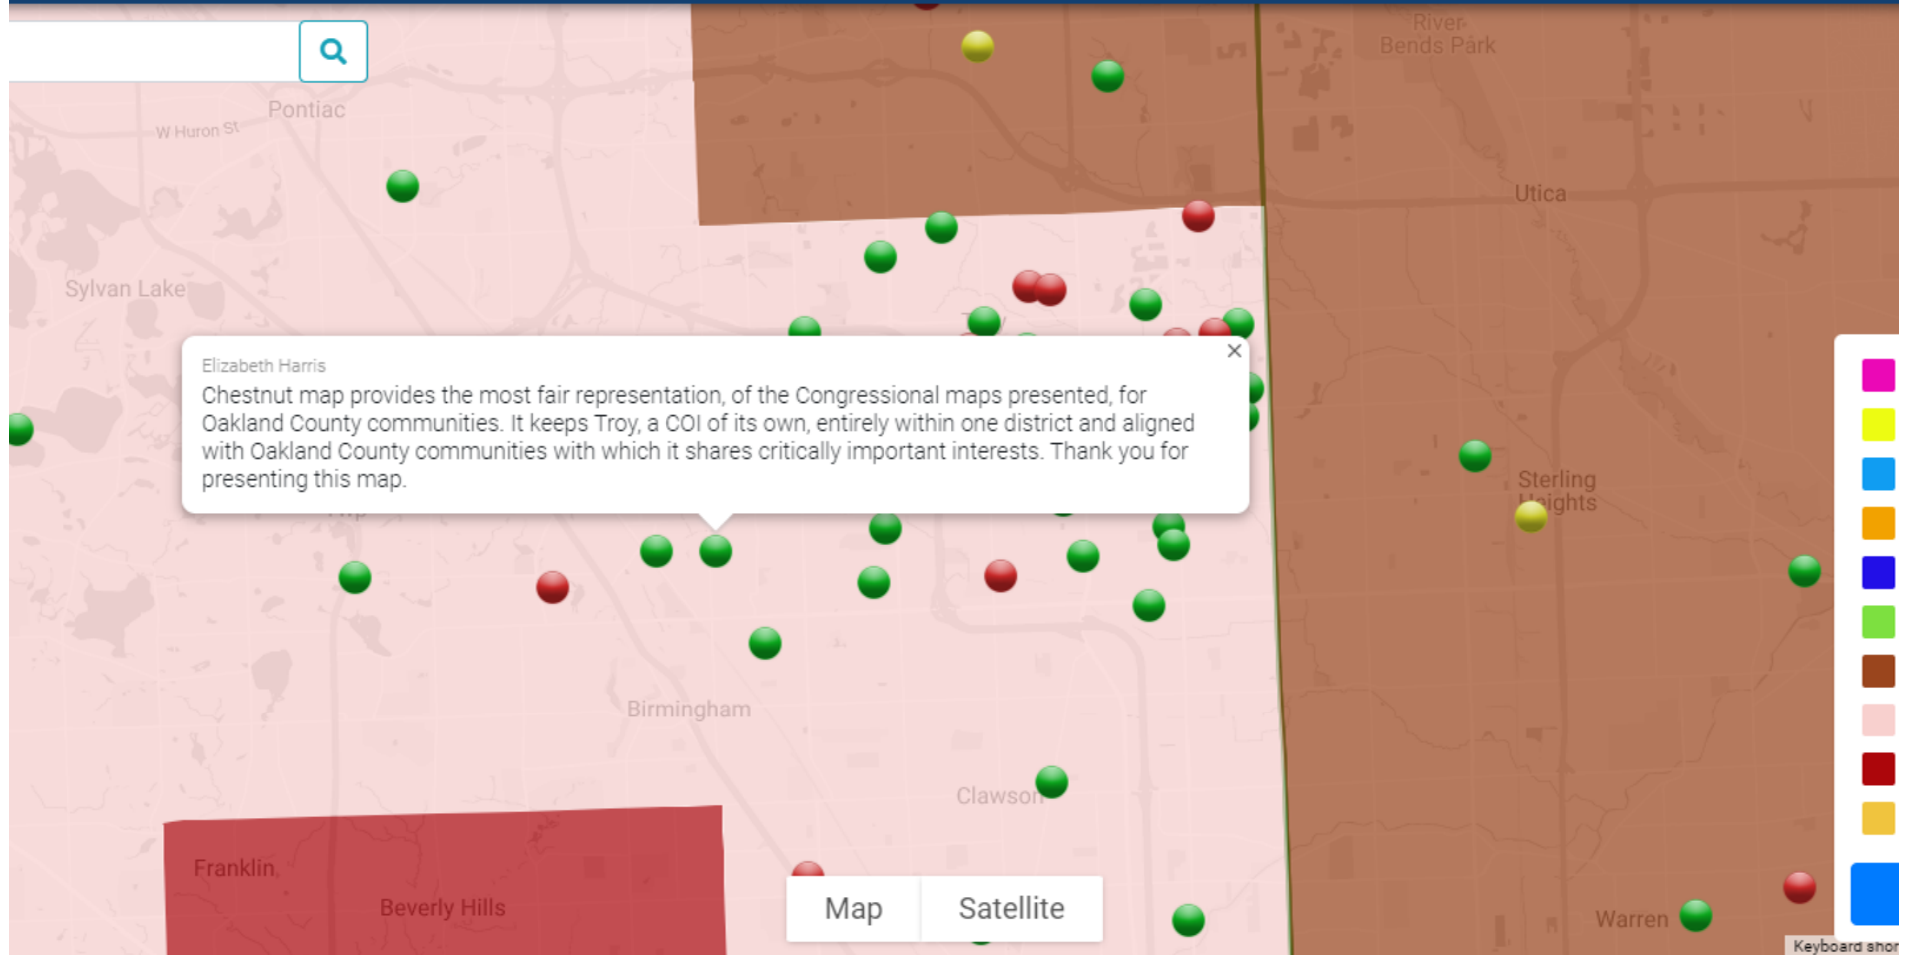 River-
Bends Park
Pontiac
W Huron St
Utica
Sylvan Lake
Elizabeth Harris
Chestnut map provides the most fair representation, of the Congressional maps presented, for
Oakland County communities. It keeps Troy, a COI of its own, entirely within one district and aligned
with Oakland County communities with which it shares critically important interests. Thank you for
presenting this map.
Sterling
Heights
Birmingham
Clawson
Franklin
Beverly Hills
Map
Satellite
Warren
Keyboard shor